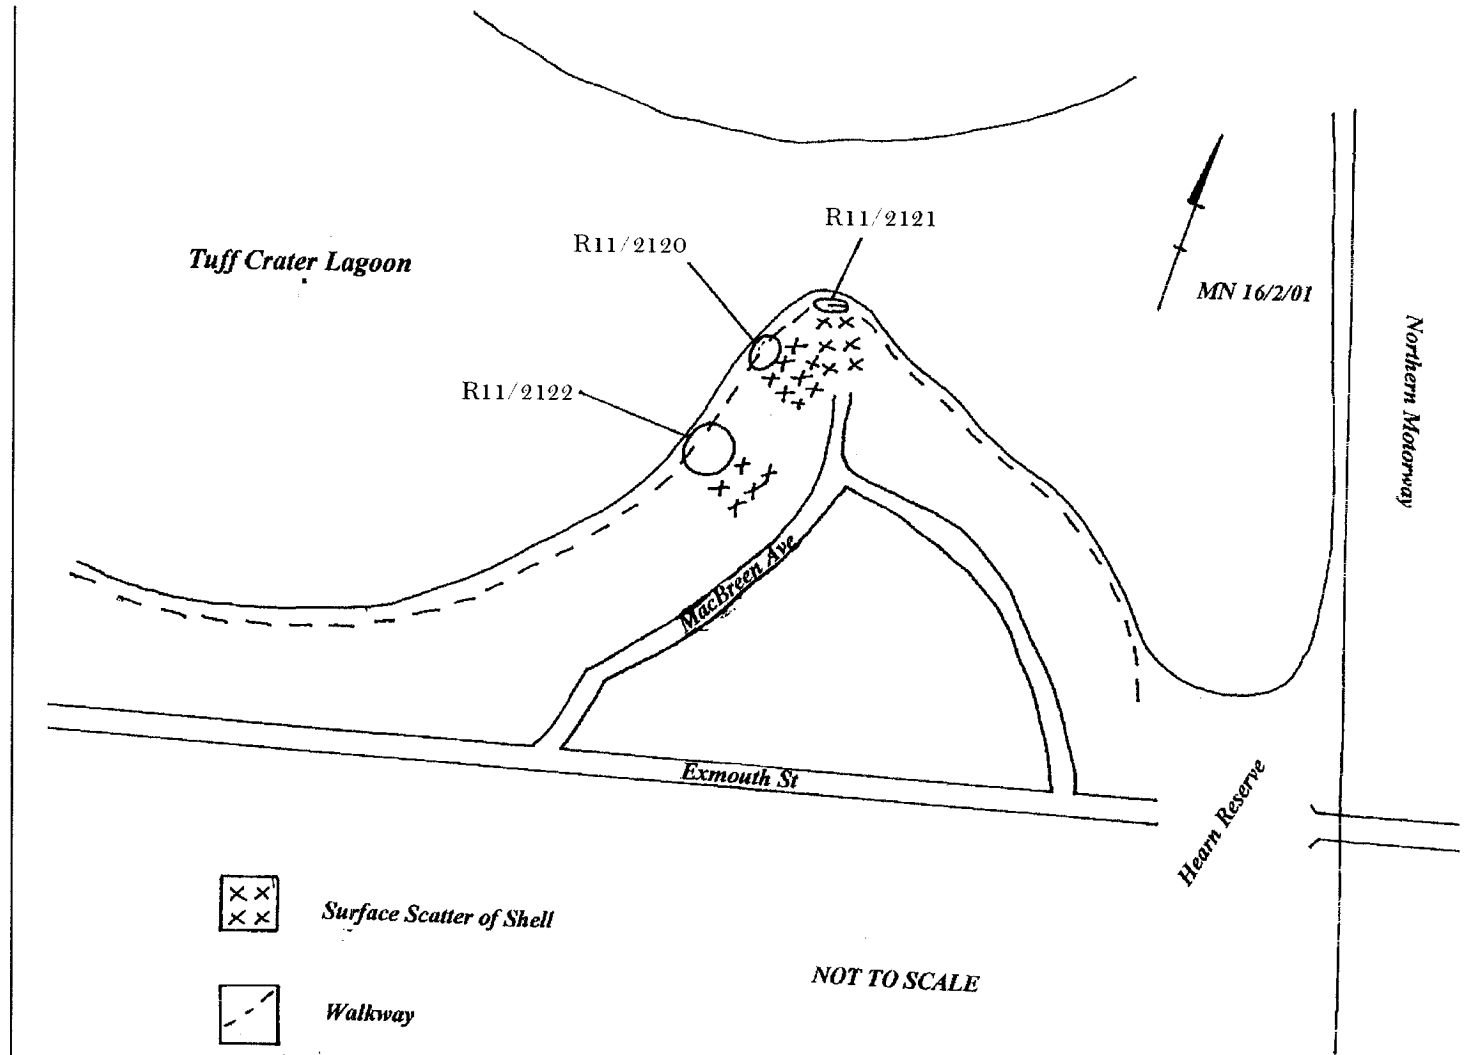 R11/2121
R11/2120
Tuff Crater Lagoon
MN 16/2/01
Northern Motorway
R11/2122
MacBreen Ave
Exmouth St
Hearn Reserve
Surface Scatter of Shell
NOT TO SCALE
Walkway